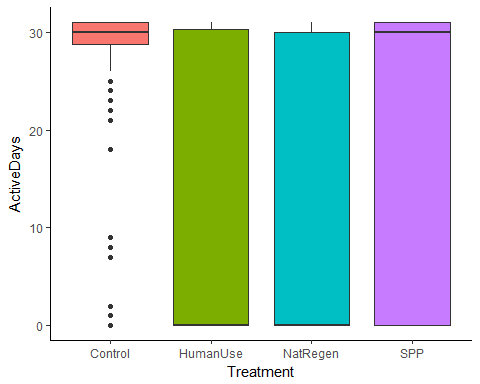 ActiveDays
30
20
10
0
Control HumanUse NatRegen SPP
Treatment